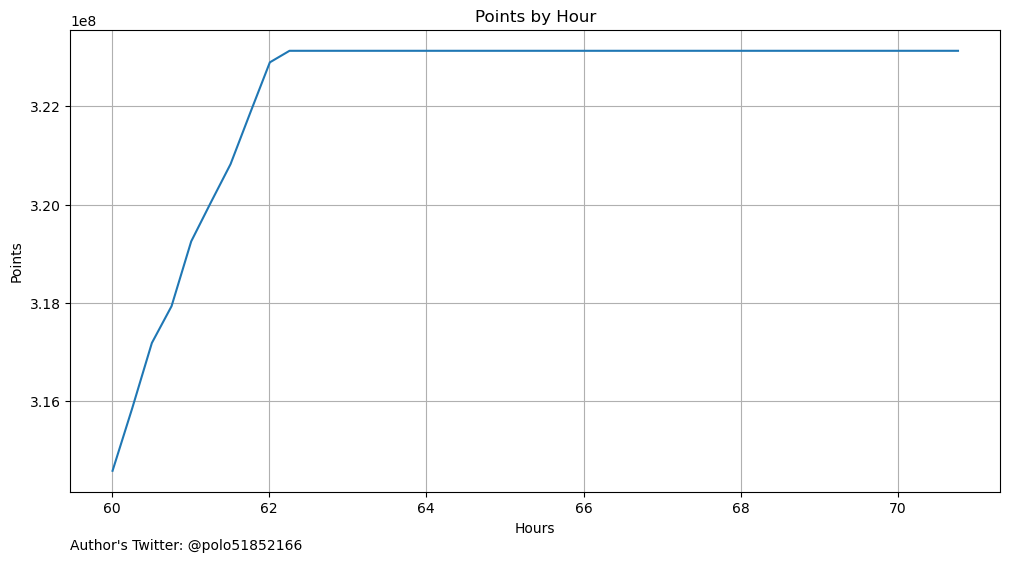 Points by Hour
1e8
3.22
3.20
3.18
3.16
Points
60 62 64 66 68 70
Hours
Author's Twitter: @polo51852166